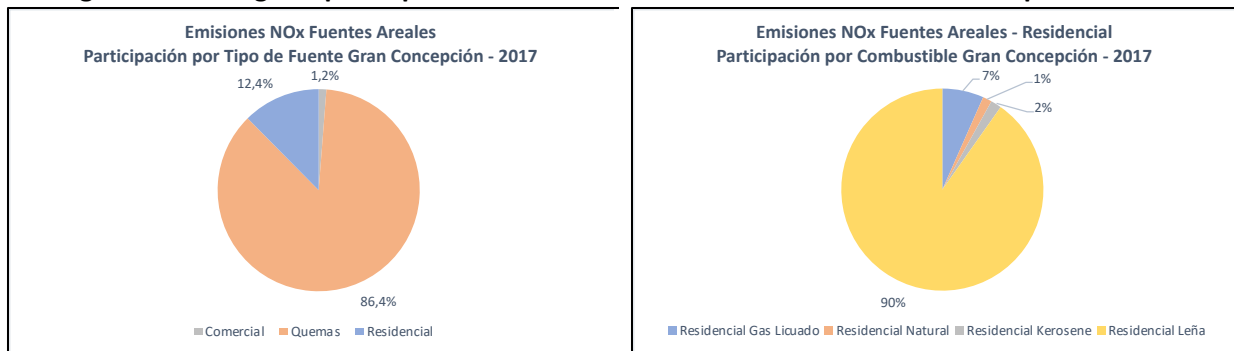 Emisiones NOx Fuentes Areales
Participación por Tipo de Fuente Gran Concepción - 2017
1,2%
12,4%
86,4%
Comercial Quemas Residencial
Emisiones NOx Fuentes Areales - Residencial
Participación por Combustible Gran Concepción - 2017
7%
1%
2%
90%
Residencial Gas Licuado Residencial Natural Residencial Kerosene Residencial Leña